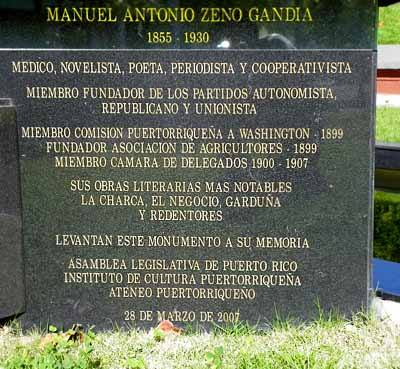 MANUEL ANTONIO ZENO GANDIA
1855 - 1930
MEDICO, NOVELISTA, POETA, PERIODISTA Y COOPERATIVISTA
MIEMBRO FUNDADOR DE LOS PARTIDOS AUTONOMISTA,
REPUBLICANO Y UNIONISTA
MIEMBRO COMISION PUERTORRIQUEÑA A WASHINGTON - 1899
FUNDADOR ASOCIACION DE AGRICULTORES - 1899
MIEMBRO CAMARA DE DELEGADOS 1900 - 1907
SUS OBRAS LITERARIAS MAS NOTABLES
LA CHARCA, EL NEGOCIO, GARDUÑA
Y REDENTORES
LEVANTAN ESTE MONUMENTO A SU MEMORIA
ASAMBLEA LEGISLATIVA DE PUERTO RICO
INSTITUTO DE CULTURA PUERTORRIQUEÑA
ATENEO PUERTORRIQUEÑO
28 DE MARZO DE 2007